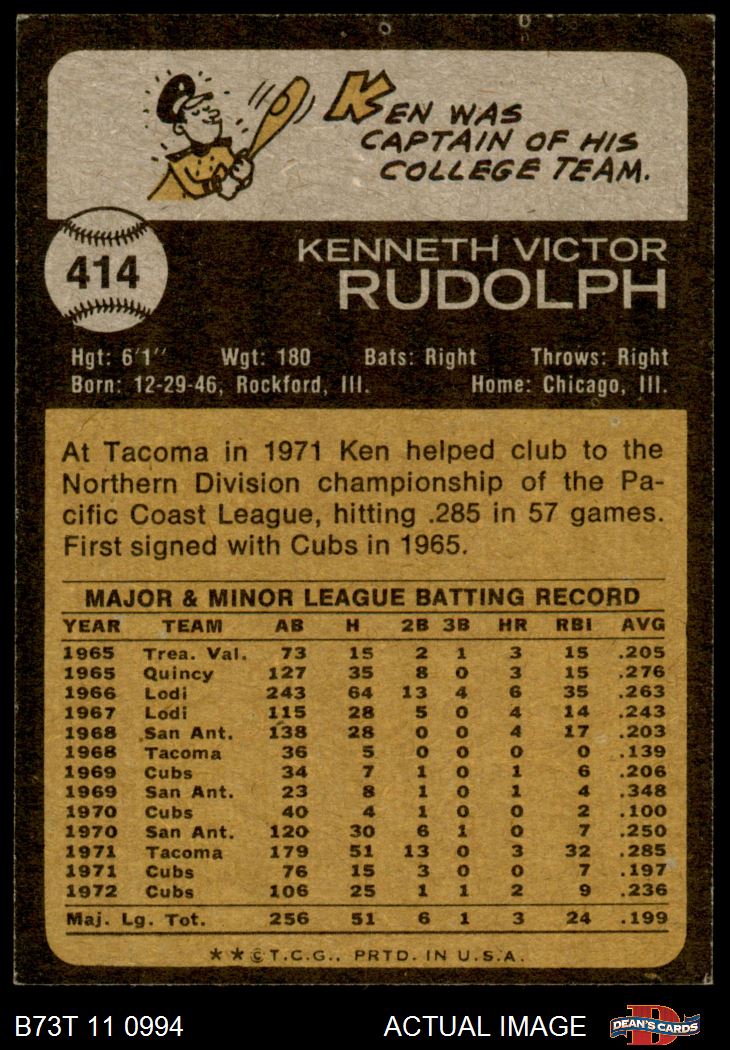 KEN WAS
CAPTAIN OF HIS
COLLEGE TEAM.
414
KENNETH VICTOR
RUDOLPH
Hgt: 6'1" Wgt: 180 Bats: Right Throws: Right
Born: 12-29-46, Rockford, Ill. Home: Chicago, Ill.
At Tacoma in 1971 Ken helped club to the
Northern Division championship of the Pa-
cific Coast League, hitting .285 in 57 games.
First signed with Cubs in 1965.
MAJOR & MINOR LEAGUE BATTING RECORD
YEAR TEAM AB H 2B 3B HR RBI AVG
1965 Trea. Val. 73 15 2 1 3 15 .205
1965 Quincy 127 35 8 0 3 15 .276
1966 Lodi 243 64 13 4 6 35 .263
1967 Lodi 115 28 5 0 4 14 .243
1968 San Ant. 138 28 0 0 4 17 .203
1968 Tacoma 36 5 0 0 0 0 .139
1969 Cubs 34 7 1 0 1 6 .206
1969 San Ant. 23 8 1 0 1 4 .348
1970 Cubs 40 4 1 0 0 2 .100
1970 San Ant. 120 30 6 1 0 7 .250
1971 Tacoma 179 51 13 0 3 32 .285
1971 Cubs 76 15 3 0 0 7 .197
1972 Cubs 106 25 1 1 2 9 .236
Maj. Lg. Tot. 256 51 6 1 3 24 .199
★★©T.C.G., PRTD. IN U.S.A.
B73T 11 0994 ACTUAL IMAGE DEAN'S CARDS